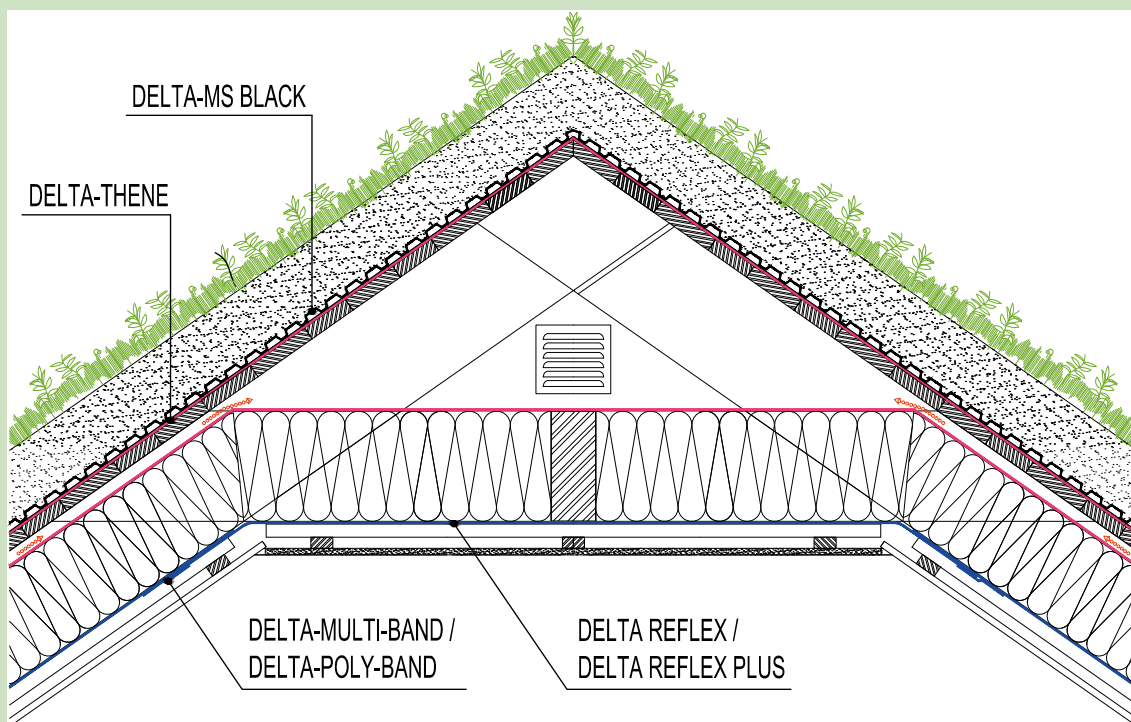 DELTA-MS BLACK
DELTA-THENE
DELTA-MULTI-BAND /
DELTA-POLY-BAND
DELTA REFLEX /
DELTA REFLEX PLUS